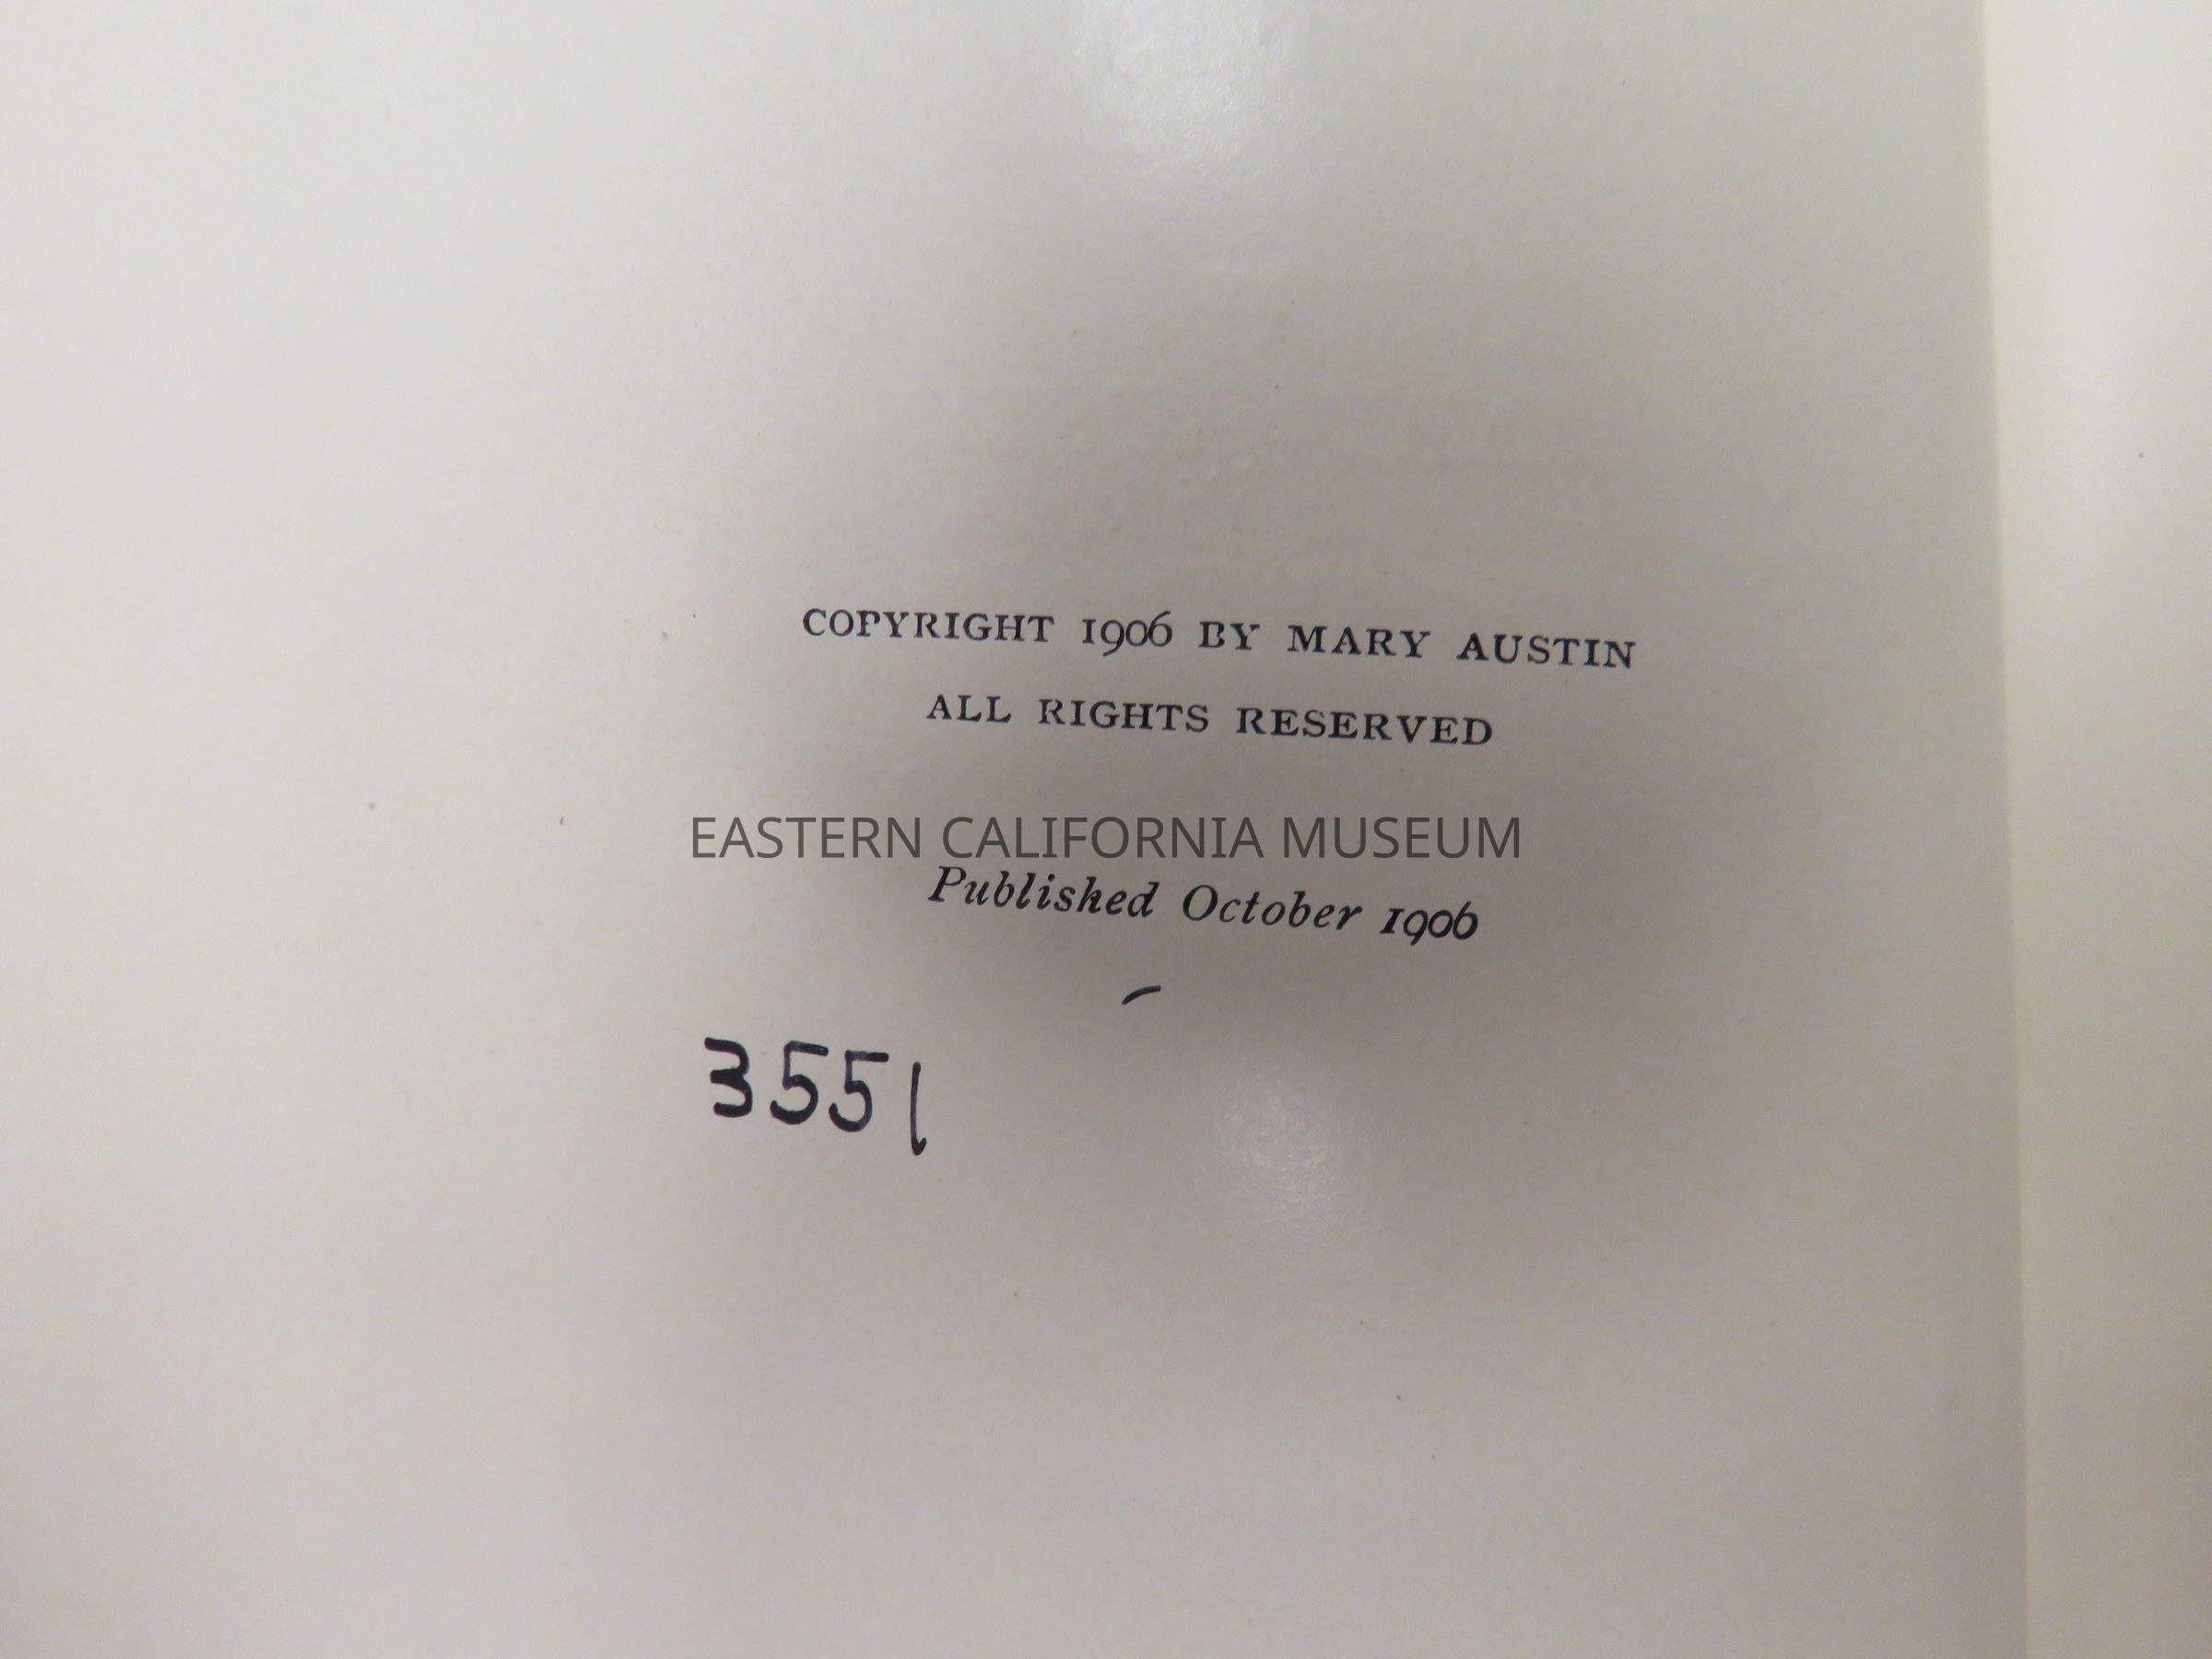 COPYRIGHT 1906 BY MARY AUSTIN
ALL RIGHTS RESERVED
EASTERN CALIFORNIA MUSEUM
Published October 1906
3551